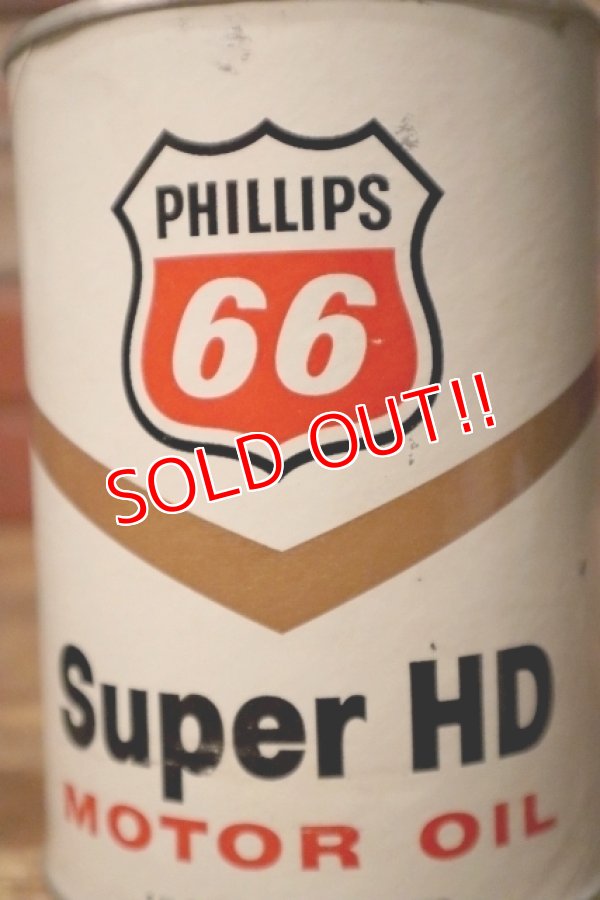 PHILLIPS
66
SOLD OUT!!
Super HD
MOTOR OIL